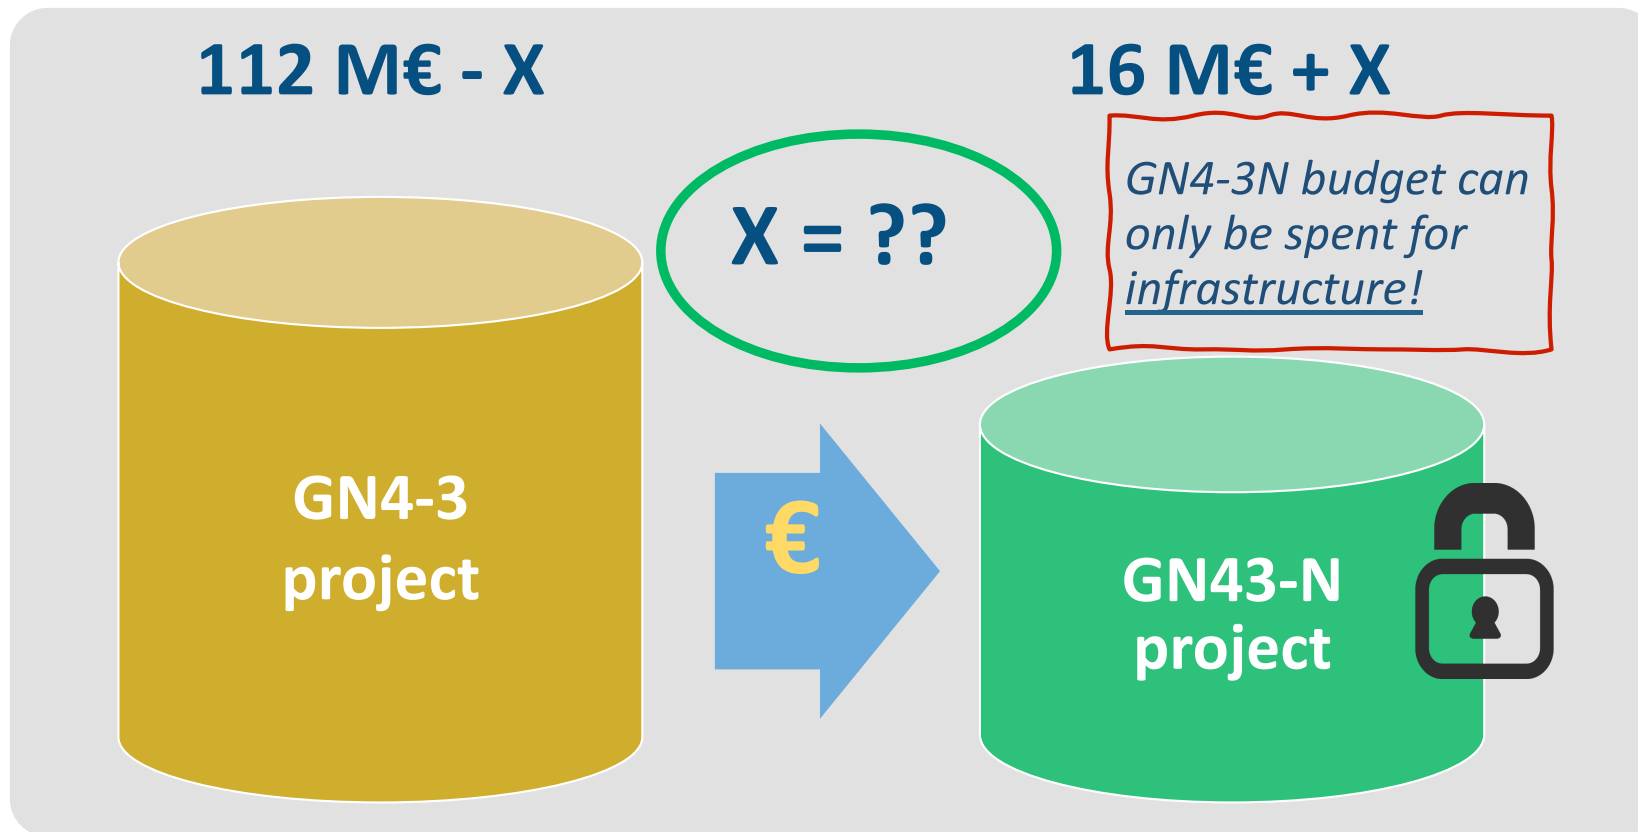 112 M€ - X
16 M€ + X
X = ??
GN4-3N budget can
only be spent for
infrastructure!
GN4-3
project
€
GN43-N
project